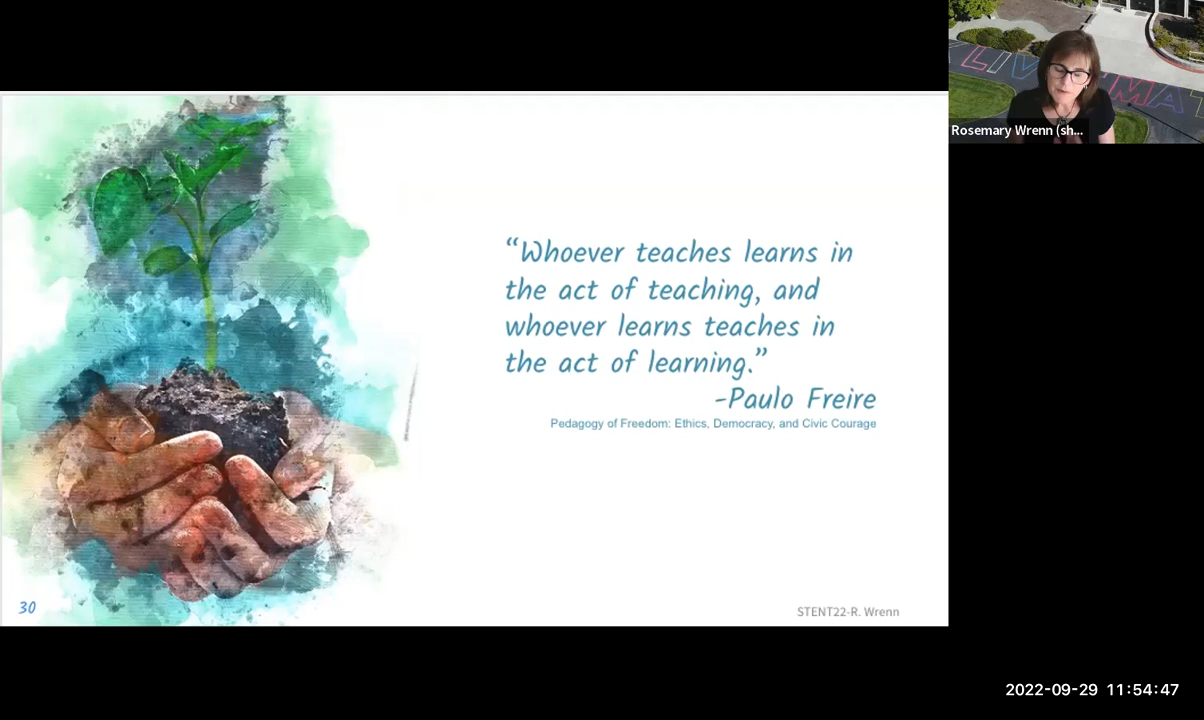 “Whoever teaches learns in
the act of teaching, and
whoever learns teaches in
the act of learning.”
-Paulo Freire
Pedagogy of Freedom: Ethics, Democracy, and Civic Courage
30
STENT22-R. Wrenn
Rosemary Wrenn (sh...
2022-09-29 11:54:47